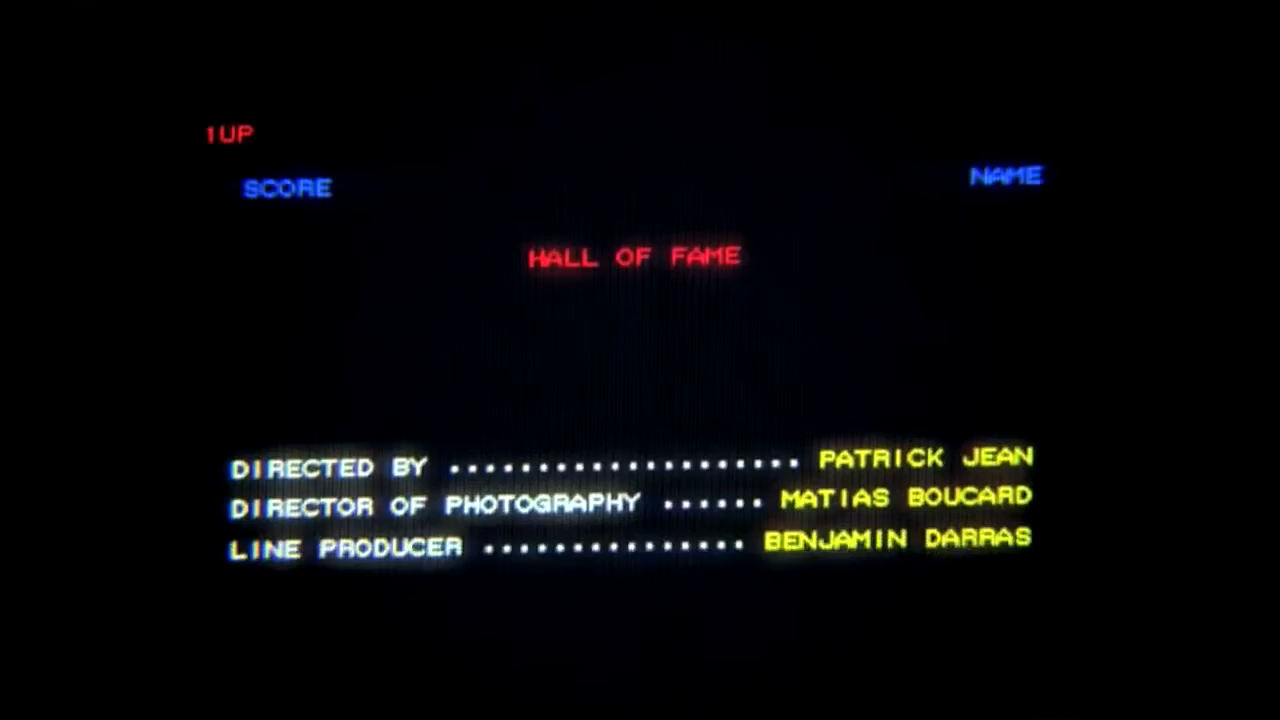 1UP
SCORE NAME
HALL OF FAME
DIRECTED BY .................... PATRICK JEAN
DIRECTOR OF PHOTOGRAPHY ...... MATIAS BOUCARD
LINE PRODUCER ............... BENJAMIN DARRAS